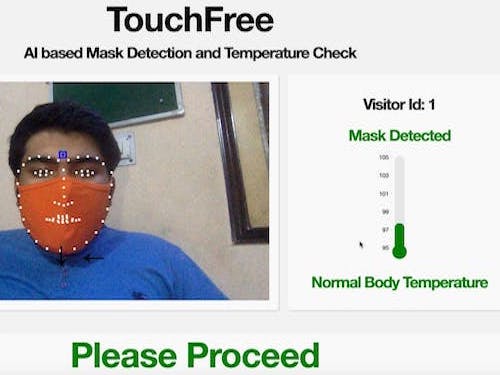 TouchFree
AI based Mask Detection and Temperature Check
Visitor Id: 1
Mask Detected
105
103
101
99
97
95
Normal Body Temperature
Please Proceed